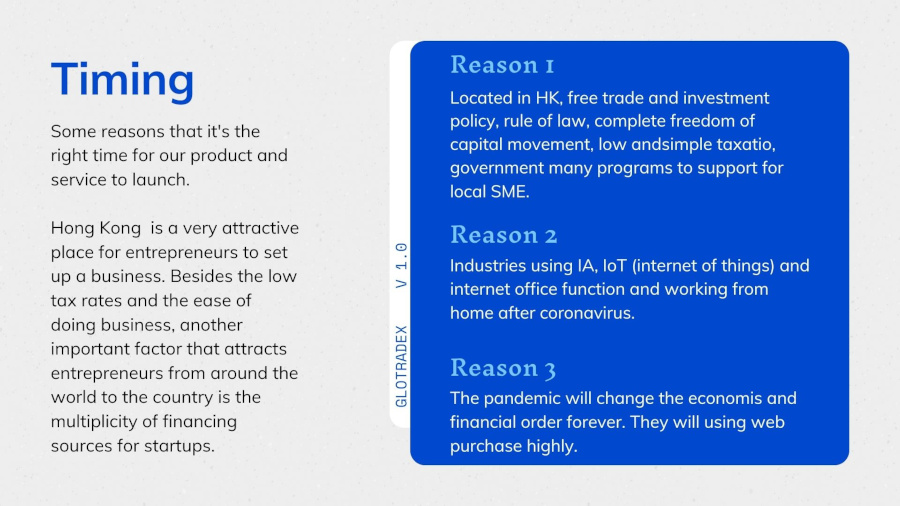 Timing
Some reasons that it's the
right time for our product and
service to launch.
Hong Kong is a very attractive
place for entrepreneurs to set
up a business. Besides the low
tax rates and the ease of
doing business, another
important factor that attracts
entrepreneurs from around the
world to the country is the
multiplicity of financing
sources for startups.
GLOTRADEX V 1.0
Reason 1
Located in HK, free trade and investment
policy, rule of law, complete freedom of
capital movement, low andsimple taxatio,
government many programs to support for
local SME.
Reason 2
Industries using IA, IoT (internet of things) and
internet office function and working from
home after coronavirus.
Reason 3
The pandemic will change the economis and
financial order forever. They will using web
purchase highly.